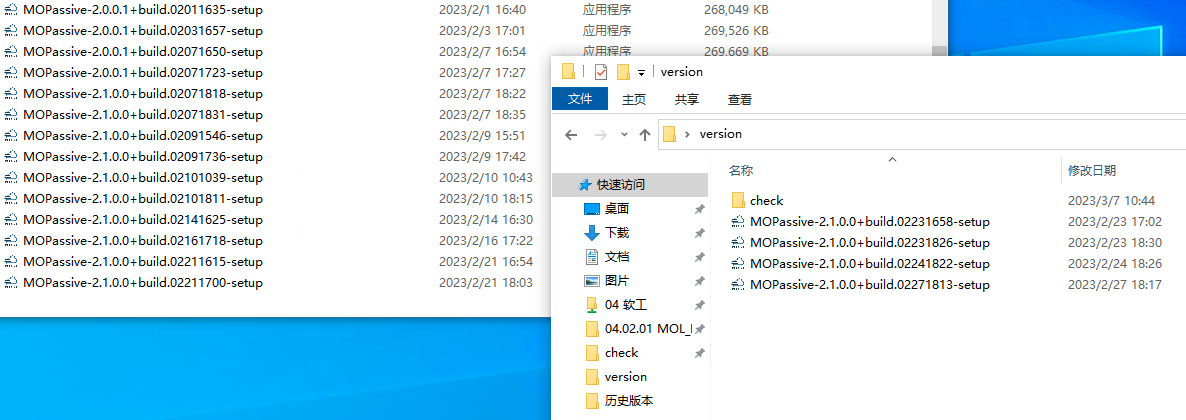 MOPassive-2.0.0.1+build.02011635-setup 2023/2/1 16:40 应用程序 268,049 KB
MOPassive-2.0.0.1+build.02031657-setup 2023/2/3 17:01 应用程序 269,526 KB
MOPassive-2.0.0.1+build.02071650-setup 2023/2/7 16:54 应用程序 269,669 KB
MOPassive-2.0.0.1+build.02071723-setup 2023/2/7 17:27
MOPassive-2.1.0.0+build.02071818-setup 2023/2/7 18:22
MOPassive-2.1.0.0+build.02071831-setup 2023/2/7 18:35
MOPassive-2.1.0.0+build.02091546-setup 2023/2/9 15:51
MOPassive-2.1.0.0+build.02091736-setup 2023/2/9 17:42
MOPassive-2.1.0.0+build.02101039-setup 2023/2/10 10:43
MOPassive-2.1.0.0+build.02101811-setup 2023/2/10 18:15
MOPassive-2.1.0.0+build.02141625-setup 2023/2/14 16:30
MOPassive-2.1.0.0+build.02161718-setup 2023/2/16 17:22
MOPassive-2.1.0.0+build.02211615-setup 2023/2/21 16:54
MOPassive-2.1.0.0+build.02211700-setup 2023/2/21 18:03
version
文件 主页 共享 查看
version
名称 修改日期
check 2023/3/7 10:44
MOPassive-2.1.0.0+build.02231658-setup 2023/2/23 17:02
MOPassive-2.1.0.0+build.02231826-setup 2023/2/23 18:30
MOPassive-2.1.0.0+build.02241822-setup 2023/2/24 18:26
MOPassive-2.1.0.0+build.02271813-setup 2023/2/27 18:17
快速访问
桌面
下载
文档
图片
04 软工
04.02.01 MOL_
check
version
历史版本